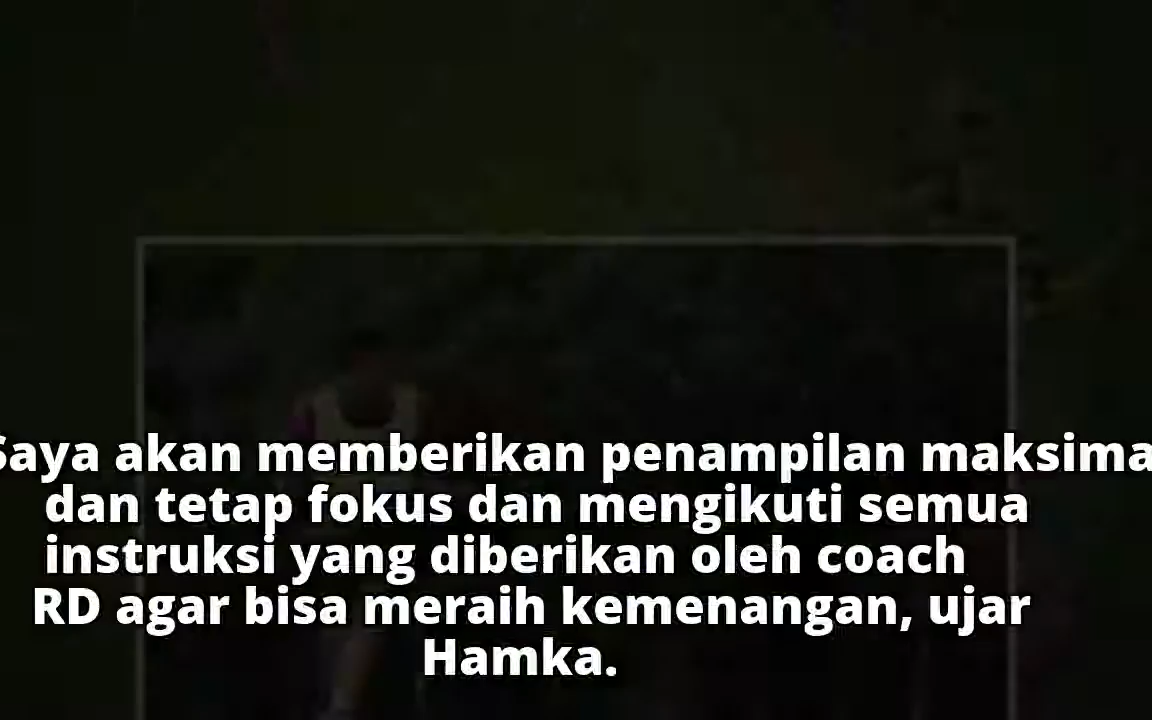 Saya akan memberikan penampilan maksima
dan tetap fokus dan mengikuti semua
instruksi yang diberikan oleh coach
RD agar bisa meraih kemenangan, ujar
Hamka.